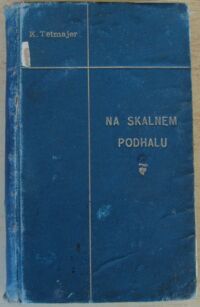 K. Tetmajer
NA SKALNEM
PODHALU